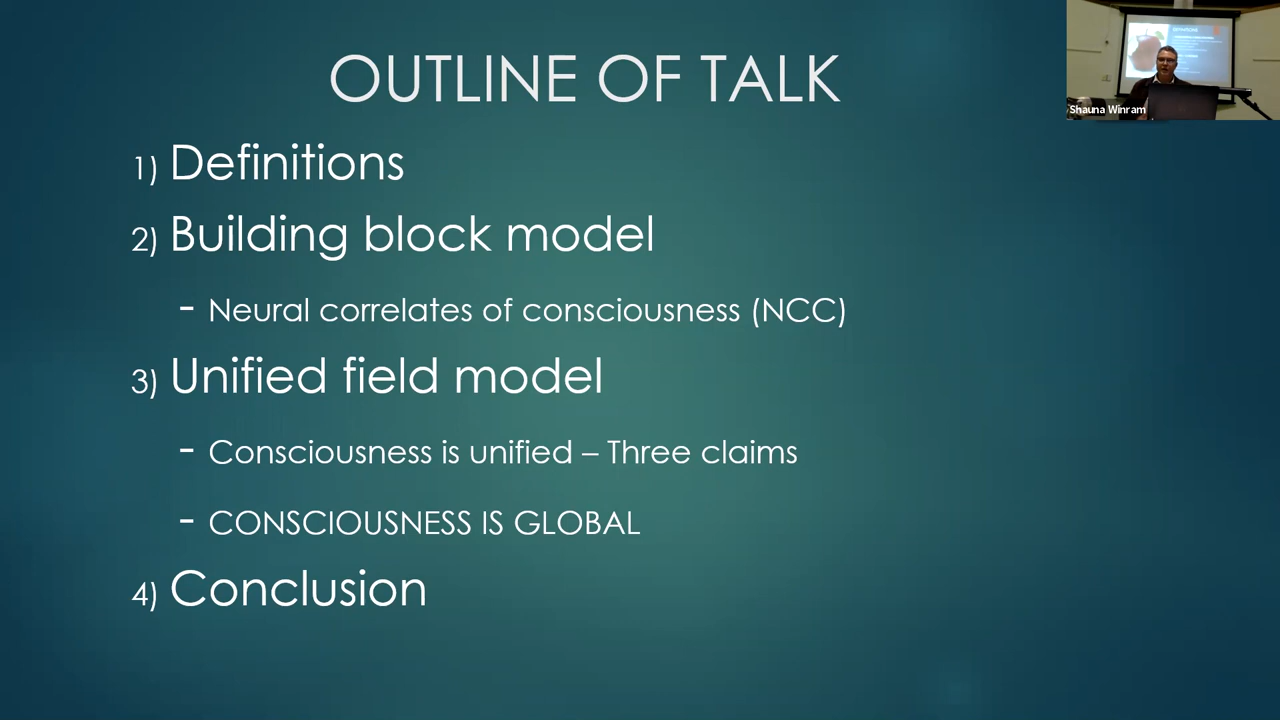 OUTLINE OF TALK
Shauna Winram
1) Definitions
2) Building block model
- Neural correlates of consciousness (NCC)
3) Unified field model
- Consciousness is unified – Three claims
- CONSCIOUSNESS IS GLOBAL
4) Conclusion